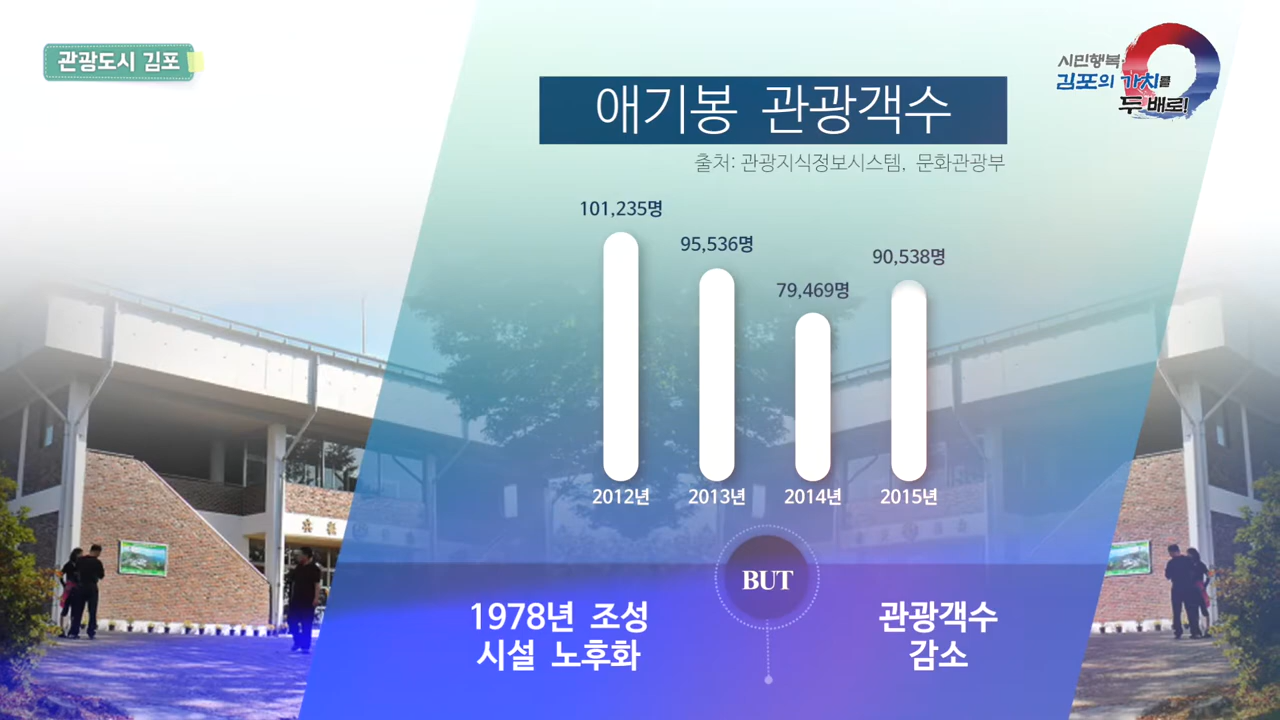 관광도시 김포
시민행복
김포의 가치를
두 배로!
애기봉 관광객수
출처: 관광지식정보시스템, 문화관광부
101,235명
95,536명
79,469명
90,538명
2012년
2013년
2014년
2015년
BUT
1978년 조성
시설 노후화
관광객수
감소